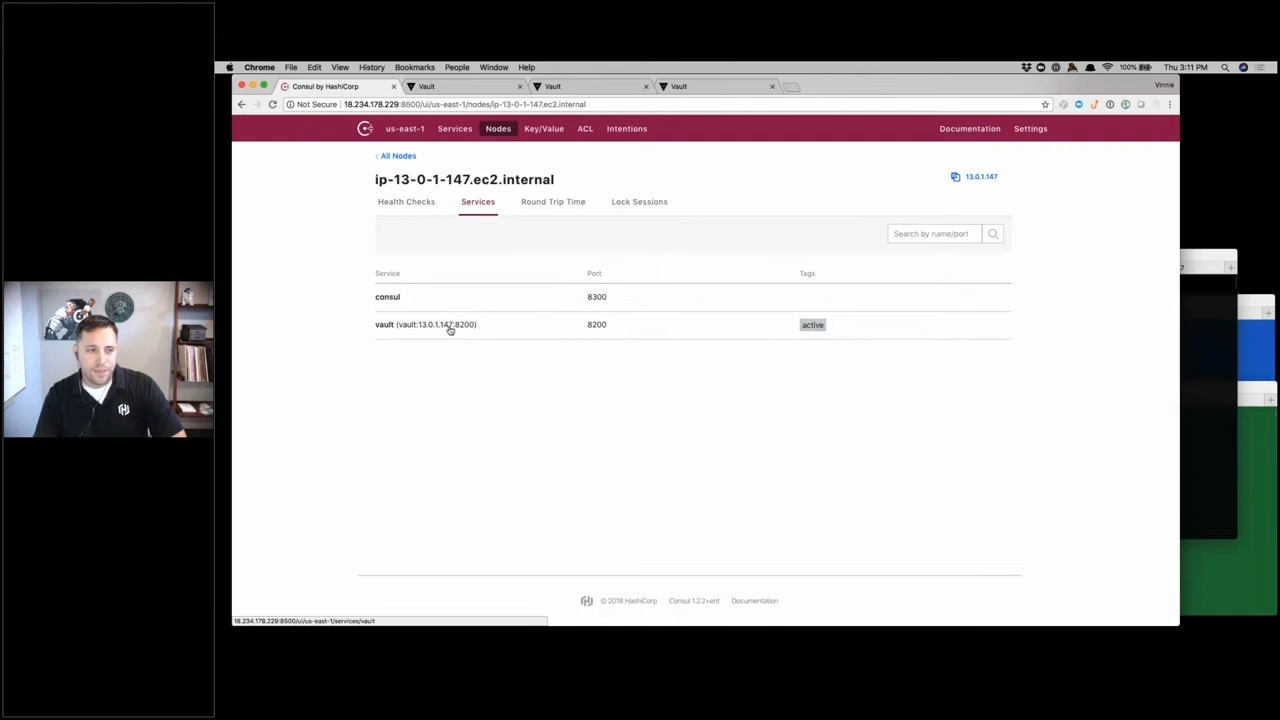 Chrome File Edit View History Bookmarks People Window Help
100% Thu 3:11 PM
Consul by HashiCorp
Vault
Vault
Vault
Vinnie
Not Secure 18.234.178.229:8500/ui/us-east-1/nodes/ip-13-0-1-147.ec2.internal
us-east-1 Services Nodes Key/Value ACL Intentions Documentation Settings
All Nodes
ip-13-0-1-147.ec2.internal
13.0.1.147
Health Checks Services Round Trip Time Lock Sessions
Search by name/port
Service Port Tags
consul 8300
vault (vault:13.0.1.147:8200) 8200 active
© 2018 HashiCorp Consul 1.2.2+ent Documentation
18.234.178.229:8500/ui/us-east-1/services/vault
7